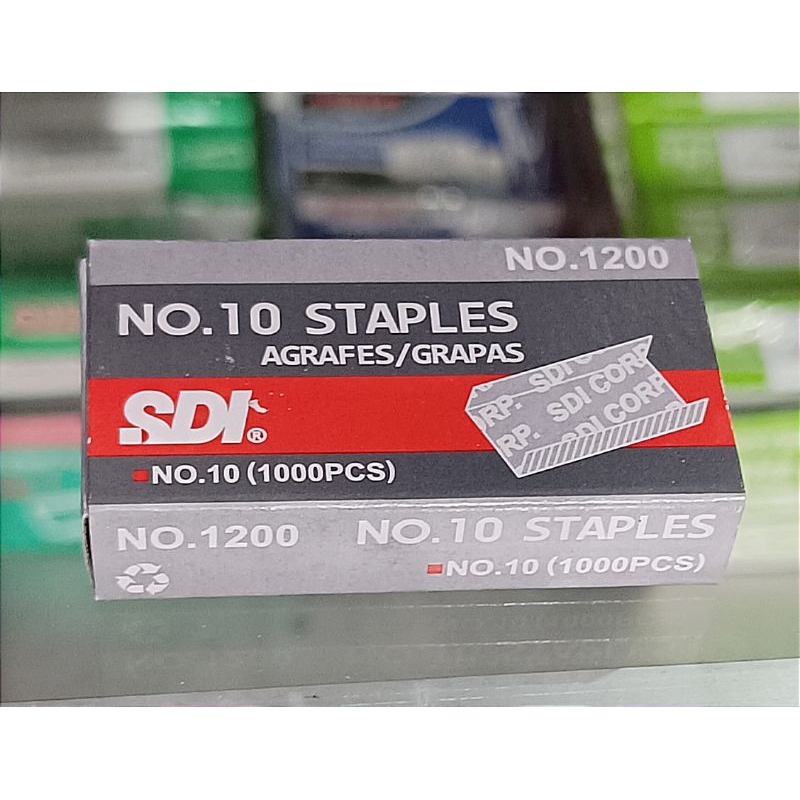 NO.1200
NO.10 STAPLES
AGRAFES/GRAPAS
SDI®
RP. SDI CORP
RP. SDI CORP
NO.10 (1000PCS)
NO.1200 NO.10 STAPLES
NO.10 (1000PCS)